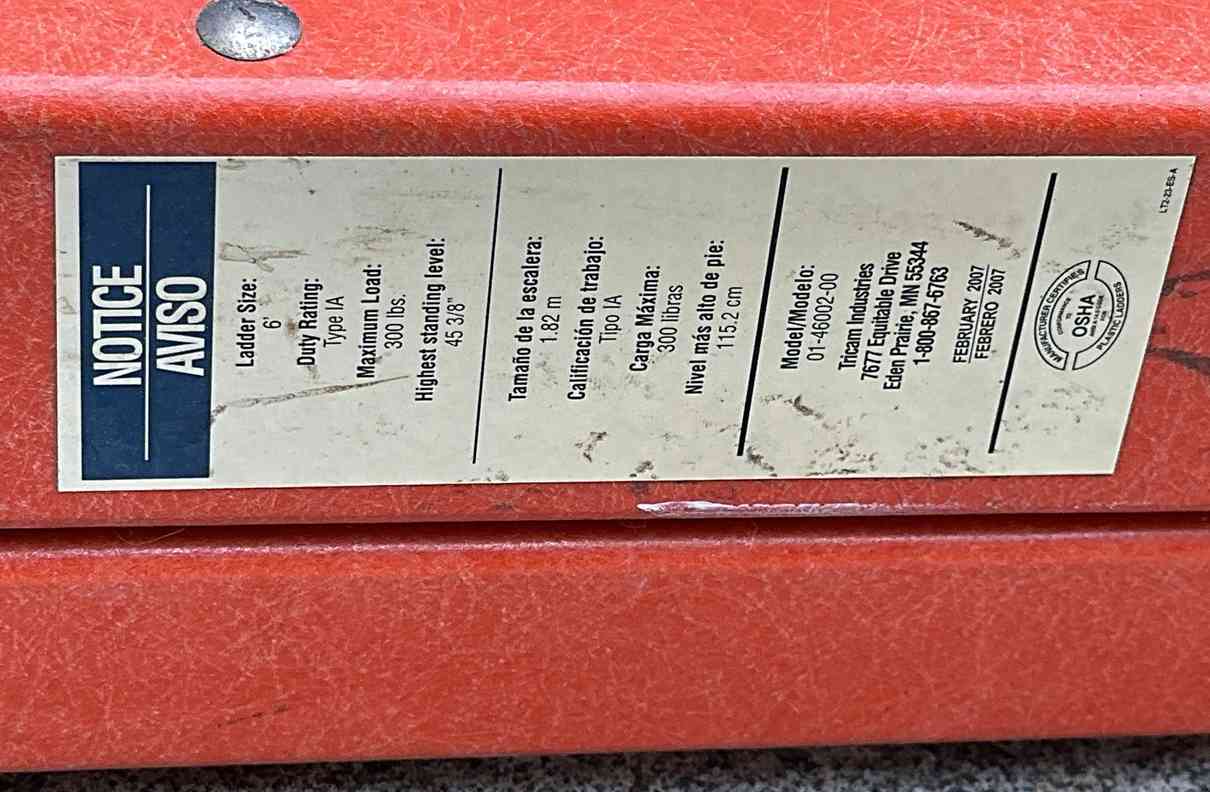 NOTICE
AVISO
Ladder Size:
6'
Duty Rating:
Type IA
Maximum Load:
300 lbs.
Highest standing level:
45 3/8"
Tamaño de la escalera:
1.82 m
Calificación de trabajo:
Tipo IA
Carga Máxima:
300 libras
Nivel más alto de pie:
115.2 cm
Model/Modelo:
01-46002-00
Tricam Industries
7677 Equitable Drive
Eden Prairie, MN 55344
1-800-867-6763
FEBRUARY 2007
FEBRERO 2007
MANUFACTURER CERTIFIES
CONFORMANCE
TO
OSHA
FOR
PLASTIC LADDERS
LT2-23-ES-A